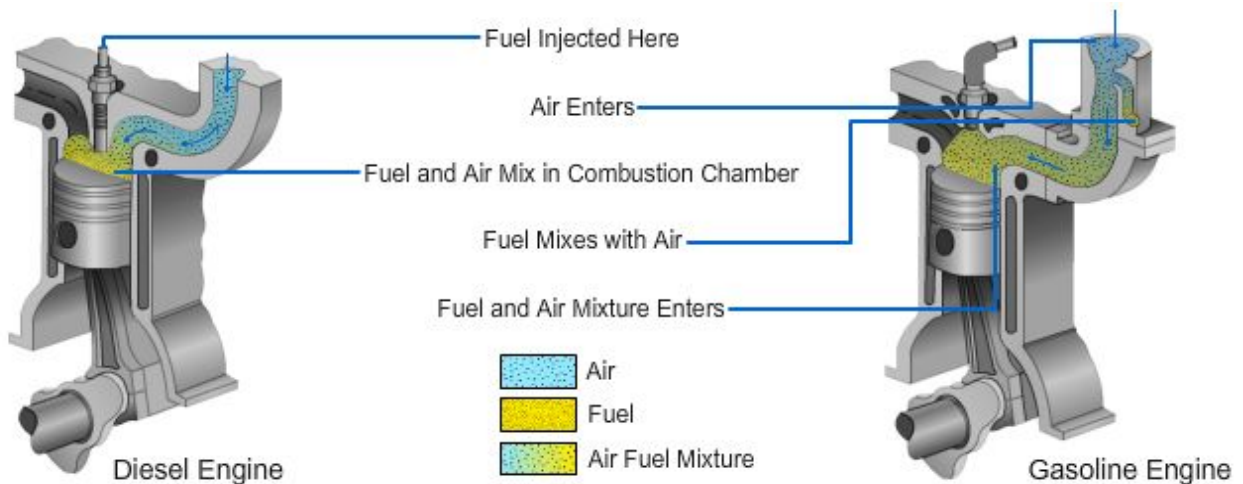 Fuel Injected Here
Air Enters
Fuel and Air Mix in Combustion Chamber
Fuel Mixes with Air
Fuel and Air Mixture Enters
Air
Fuel
Air Fuel Mixture
Diesel Engine
Gasoline Engine